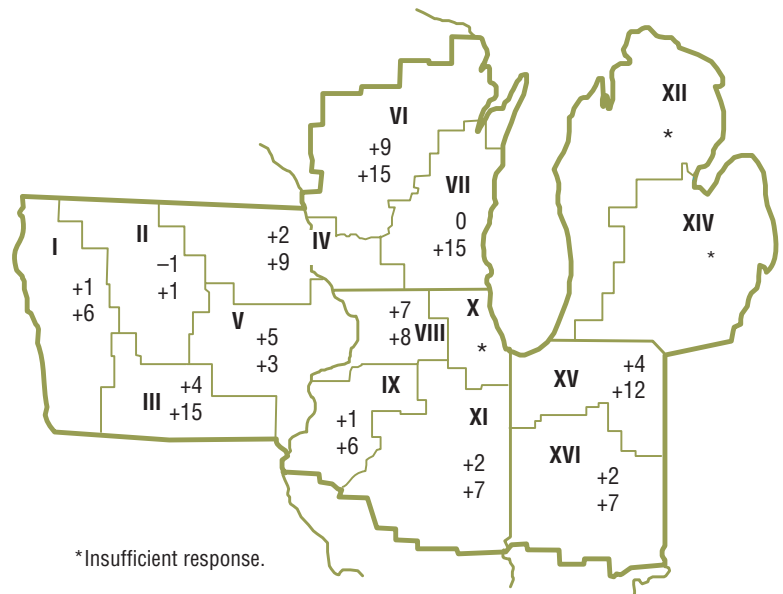 XII
*
VI
+9
+15
VII
0
+15
XIV
*
I
+1
+6
II
–1
+1
+2
+9
IV
V
+5
+3
+7
+8
VIII
X
*
III
+4
+15
IX
+1
+6
XI
+2
+7
XV
+4
+12
XVI
+2
+7
*Insufficient response.